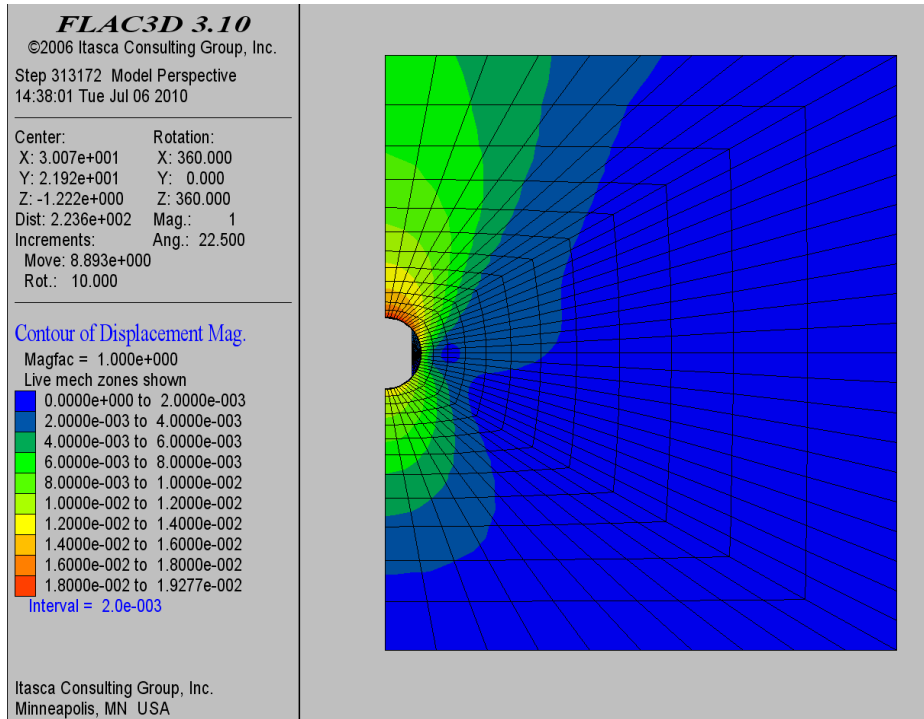 FLAC3D 3.10
©2006 Itasca Consulting Group, Inc.
Step 313172 Model Perspective
14:38:01 Tue Jul 06 2010
Center: Rotation:
X: 3.007e+001 X: 360.000
Y: 2.192e+001 Y: 0.000
Z: -1.222e+000 Z: 360.000
Dist: 2.236e+002 Mag.: 1
Increments: Ang.: 22.500
Move: 8.893e+000
Rot.: 10.000
Contour of Displacement Mag.
Magfac = 1.000e+000
Live mech zones shown
0.0000e+000 to 2.0000e-003
2.0000e-003 to 4.0000e-003
4.0000e-003 to 6.0000e-003
6.0000e-003 to 8.0000e-003
8.0000e-003 to 1.0000e-002
1.0000e-002 to 1.2000e-002
1.2000e-002 to 1.4000e-002
1.4000e-002 to 1.6000e-002
1.6000e-002 to 1.8000e-002
1.8000e-002 to 1.9277e-002
Interval = 2.0e-003
Itasca Consulting Group, Inc.
Minneapolis, MN USA